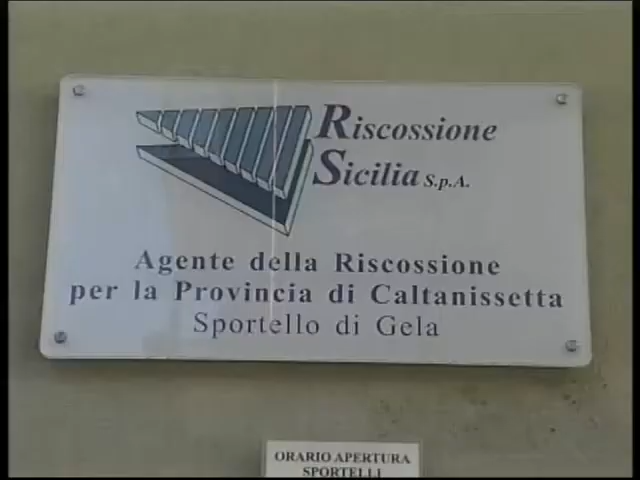 Riscossione
Sicilia S.p.A.
Agente della Riscossione
per la Provincia di Caltanissetta
Sportello di Gela
ORARIO APERTURA
SPORTELLI